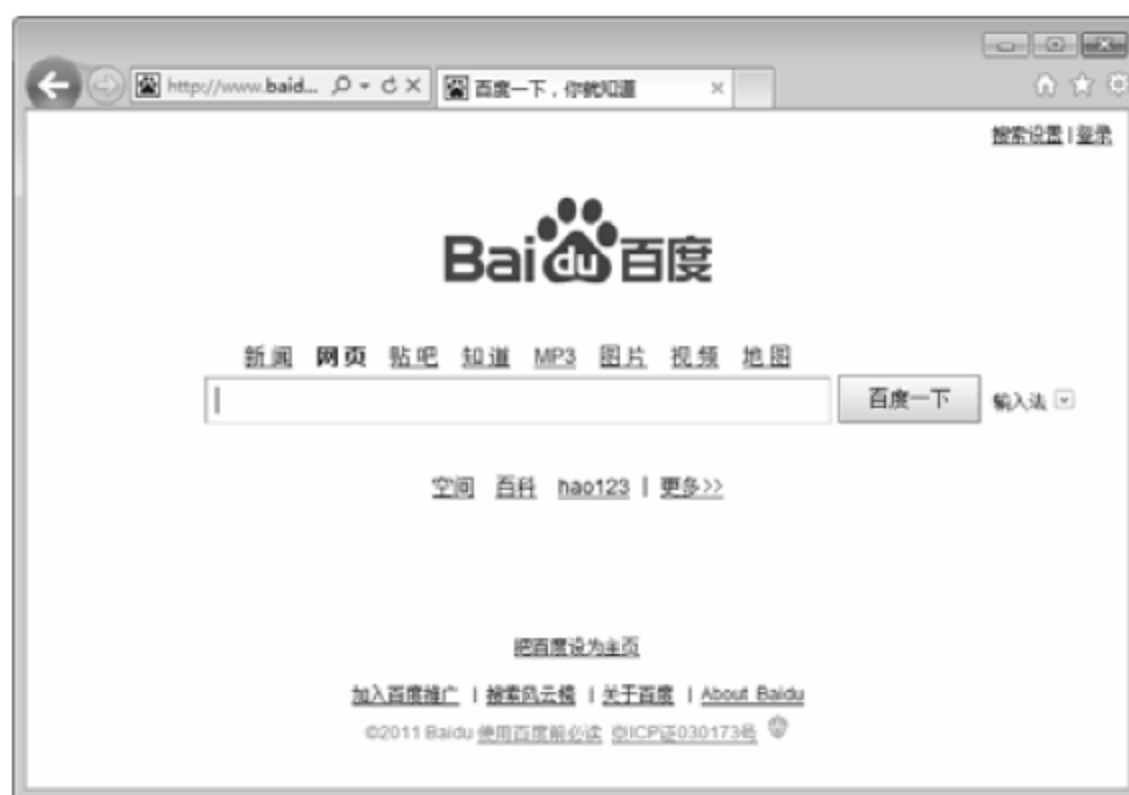 http://www.baid... 百度一下，你就知道
搜索设置 | 登录
Bai du 百度
新闻 网页 贴吧 知道 MP3 图片 视频 地图
百度一下 输入法
空间 百科 hao123 | 更多>>
把百度设为主页
加入百度推广 | 搜索风云榜 | 关于百度 | About Baidu
©2011 Baidu 使用百度前必读 京ICP证030173号